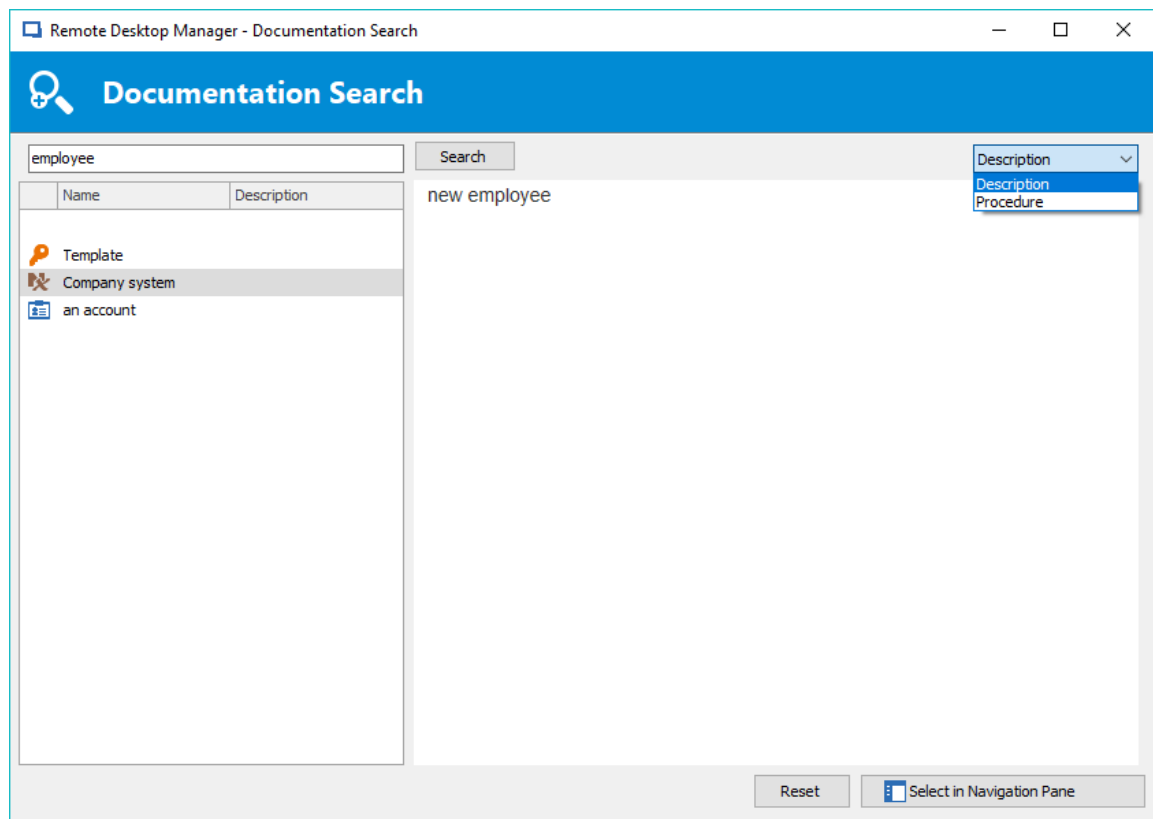 Remote Desktop Manager - Documentation Search
Documentation Search
employee
Search
Description
Description
Procedure
Name
Description
Template
Company system
an account
new employee
Reset
Select in Navigation Pane